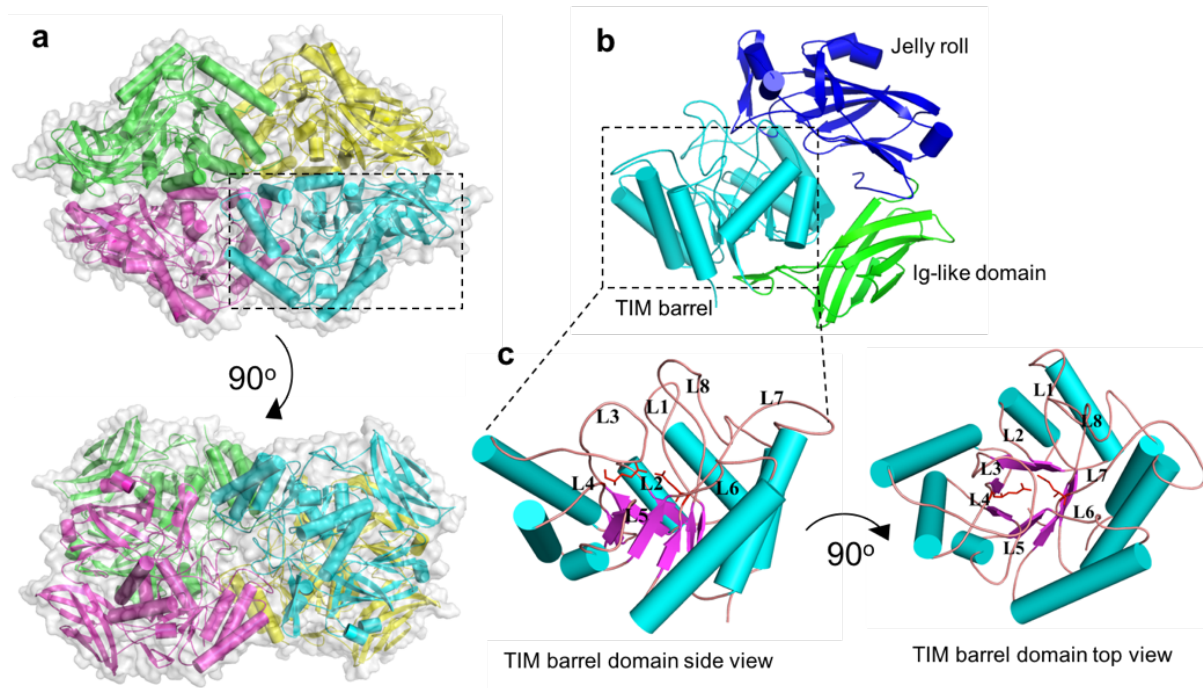 a
b
Jelly roll
Ig-like domain
TIM barrel
90°
c
L8
L1
L7
L3
L2
L6
L4
L5
TIM barrel domain side view
90°
L1
L8
L2
L7
L3
L4
L6
L5
TIM barrel domain top view